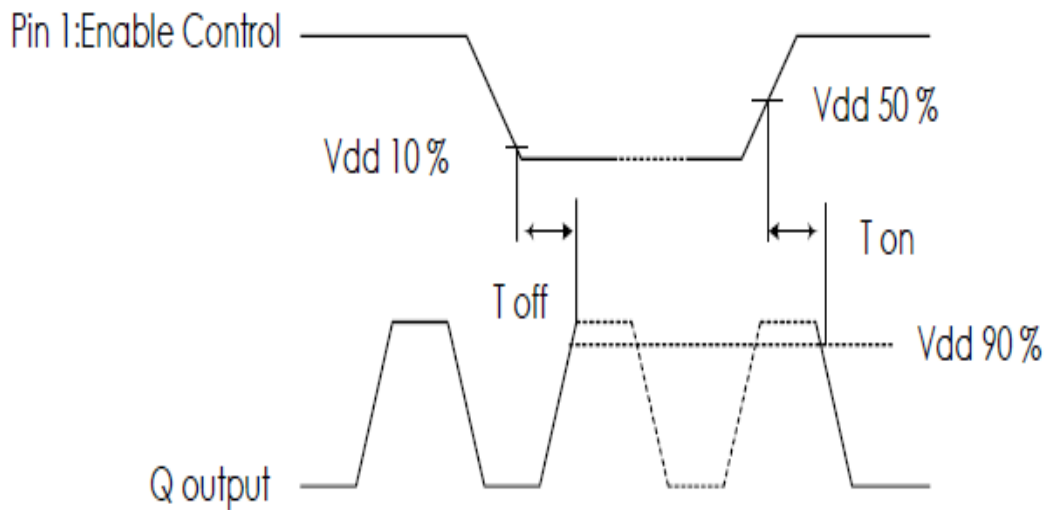 Pin 1:Enable Control
Vdd 50 %
Vdd 10 %
T on
T off
Vdd 90 %
Q output